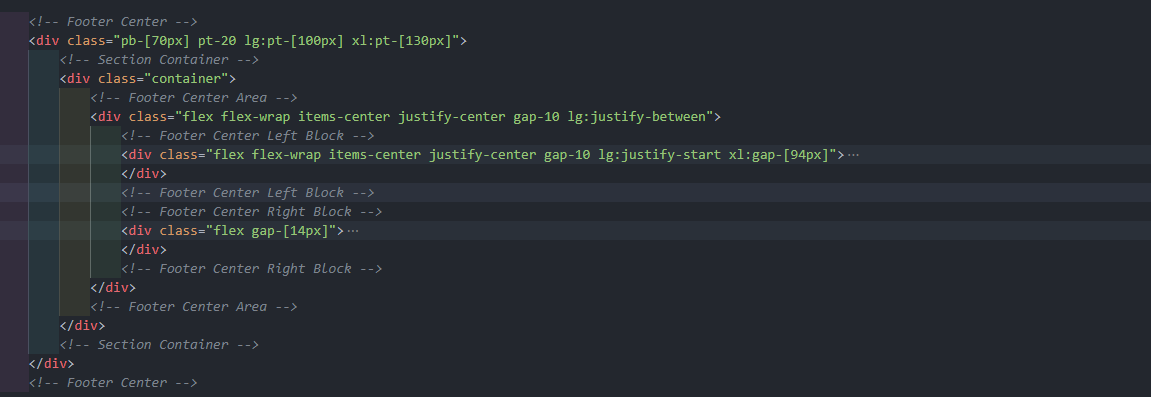 <!-- Footer Center -->
<div class="pb-[70px] pt-20 lg:pt-[100px] xl:pt-[130px]">
<!-- Section Container -->
<div class="container">
<!-- Footer Center Area -->
<div class="flex flex-wrap items-center justify-center gap-10 lg:justify-between">
<!-- Footer Center Left Block -->
<div class="flex flex-wrap items-center justify-center gap-10 lg:justify-start xl:gap-[94px]">···
</div>
<!-- Footer Center Left Block -->
<!-- Footer Center Right Block -->
<div class="flex gap-[14px]">···
</div>
<!-- Footer Center Right Block -->
</div>
<!-- Footer Center Area -->
</div>
<!-- Section Container -->
</div>
<!-- Footer Center -->